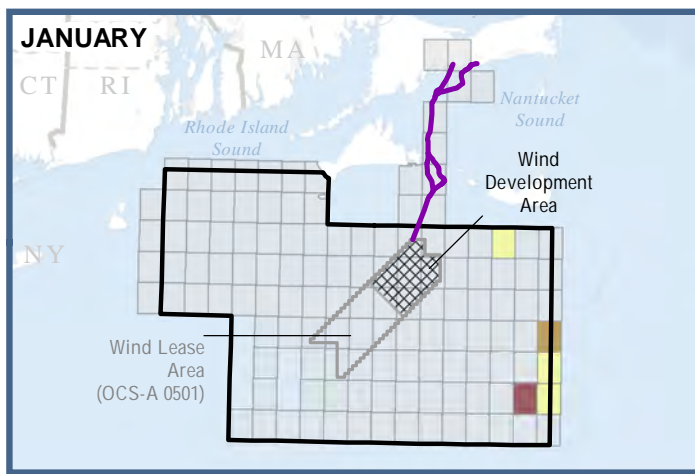 JANUARY
MA
CT
RI
Rhode Island
Sound
Nantucket
Sound
Wind
Development
Area
NY
Wind Lease
Area
(OCS-A 0501)